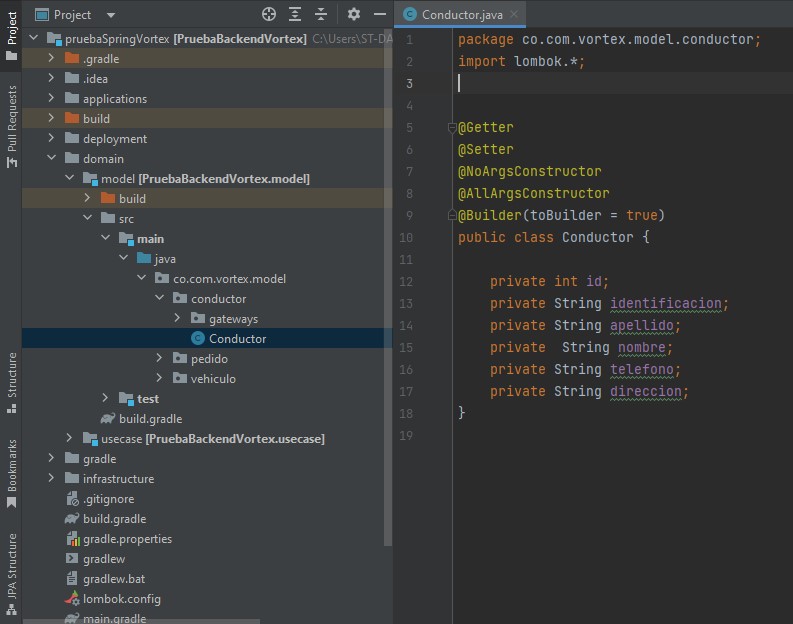 Project
Pull Requests
Structure
Bookmarks
JPA Structure
Project
pruebaSpringVortex [PruebaBackendVortex] C:\Users\ST-DA
.gradle
.idea
applications
build
deployment
domain
model [PruebaBackendVortex.model]
build
src
main
java
co.com.vortex.model
conductor
gateways
Conductor
pedido
vehiculo
test
build.gradle
usecase [PruebaBackendVortex.usecase]
gradle
infrastructure
.gitignore
build.gradle
gradle.properties
gradlew
gradlew.bat
lombok.config
main.gradle
Conductor.java
1 package co.com.vortex.model.conductor;
2 import lombok.*;
3
4
5 @Getter
6 @Setter
7 @NoArgsConstructor
8 @AllArgsConstructor
9 @Builder(toBuilder = true)
10 public class Conductor {
11
12 private int id;
13 private String identificacion;
14 private String apellido;
15 private  String nombre;
16 private String telefono;
17 private String direccion;
18 }
19